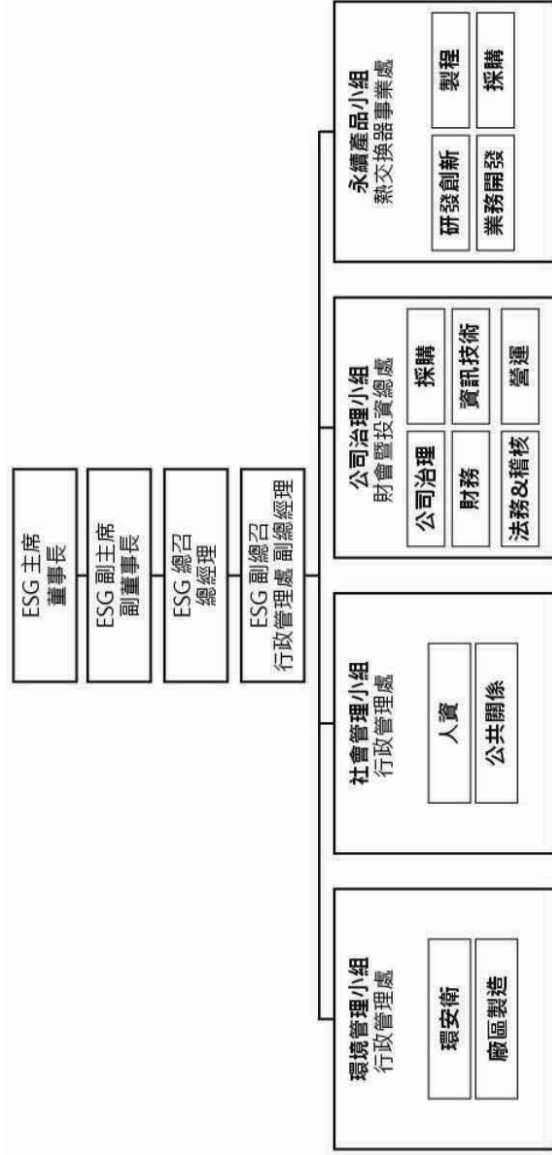 ESG 主席
董事長
ESG 副主席
副董事長
ESG 總召
總經理
ESG 副總召
行政管理處 副總經理
環境管理小組
行政管理處
環安衛
廠區製造
社會管理小組
行政管理處
人資
公共關係
公司治理小組
財會暨投資總處
公司治理
採購
財務
資訊技術
法務&稽核
營運
永續產品小組
熱交換器事業處
研發創新
製程
業務開發
採購